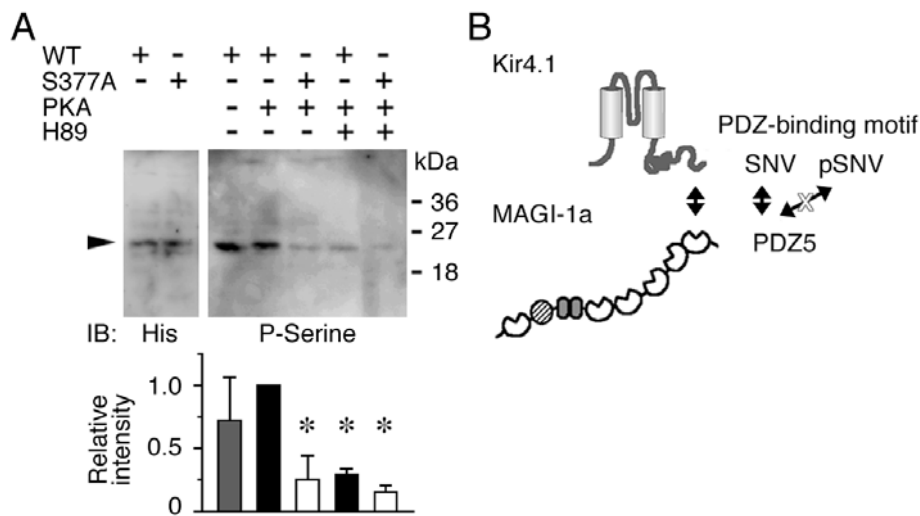 A
WT + - + + - + -
S377A - + - - + - +
PKA - + + + +
H89 - - - + +
kDa
- 36
- 27
- 18
IB: His P-Serine
Relative intensity
1.0
0.5
0
* * *
B
Kir4.1
PDZ-binding motif
SNV pSNV
X
MAGI-1a
PDZ5